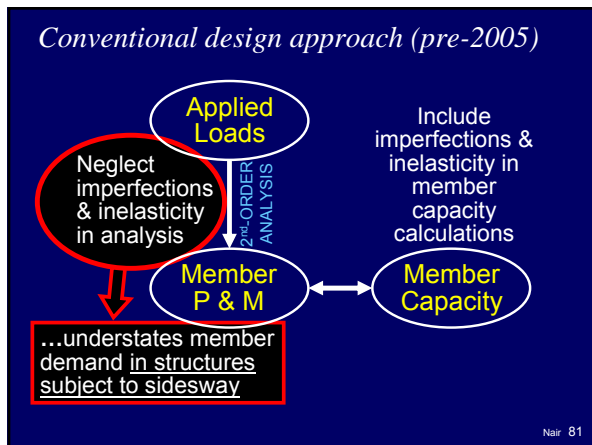 Conventional design approach (pre-2005)
Applied
Loads
Neglect
imperfections
& inelasticity
in analysis
2nd-ORDER
ANALYSIS
Include
imperfections &
inelasticity in
member
capacity
calculations
Member
P & M
Member
Capacity
...understates member
demand in structures
subject to sidesway
Nair 81